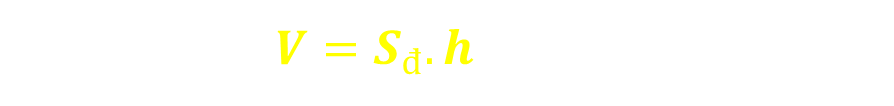 V = Sđ.h